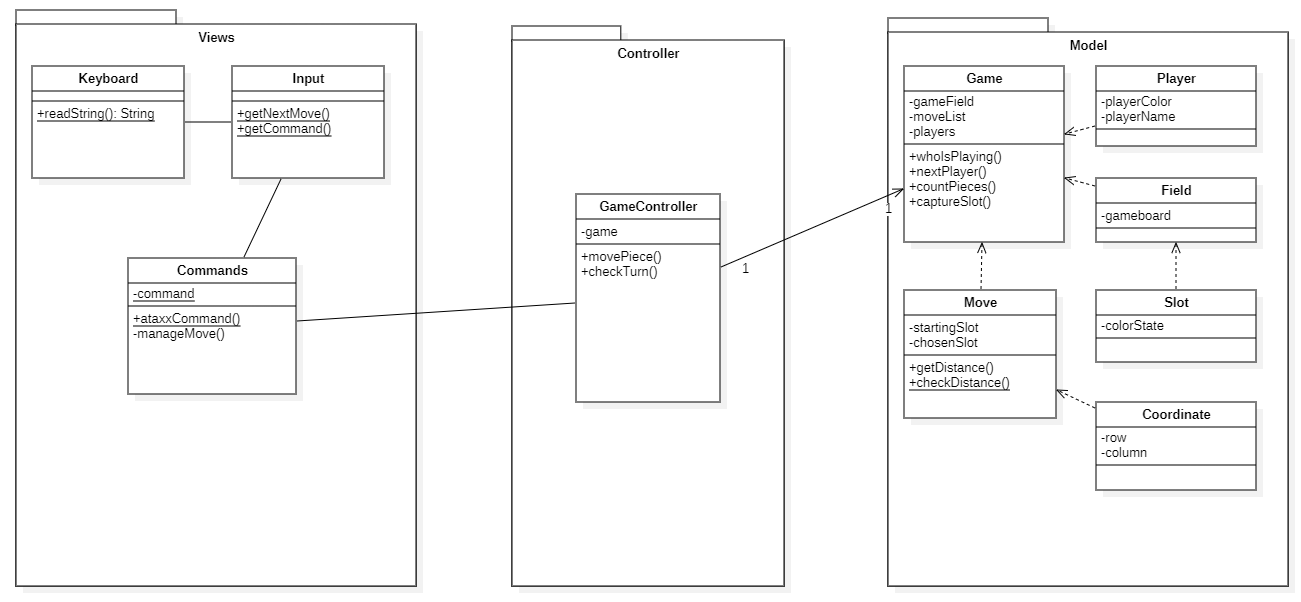 Views
Keyboard
+readString(): String
Input
+getNextMove()
+getCommand()
Commands
-command
+ataxxCommand()
-manageMove()
Controller
GameController
-game
+movePiece()
+checkTurn()
1
1
Model
Game
-gameField
-moveList
-players
+whoIsPlaying()
+nextPlayer()
+countPieces()
+captureSlot()
Player
-playerColor
-playerName
Field
-gameboard
Move
-startingSlot
-chosenSlot
+getDistance()
+checkDistance()
Slot
-colorState
Coordinate
-row
-column